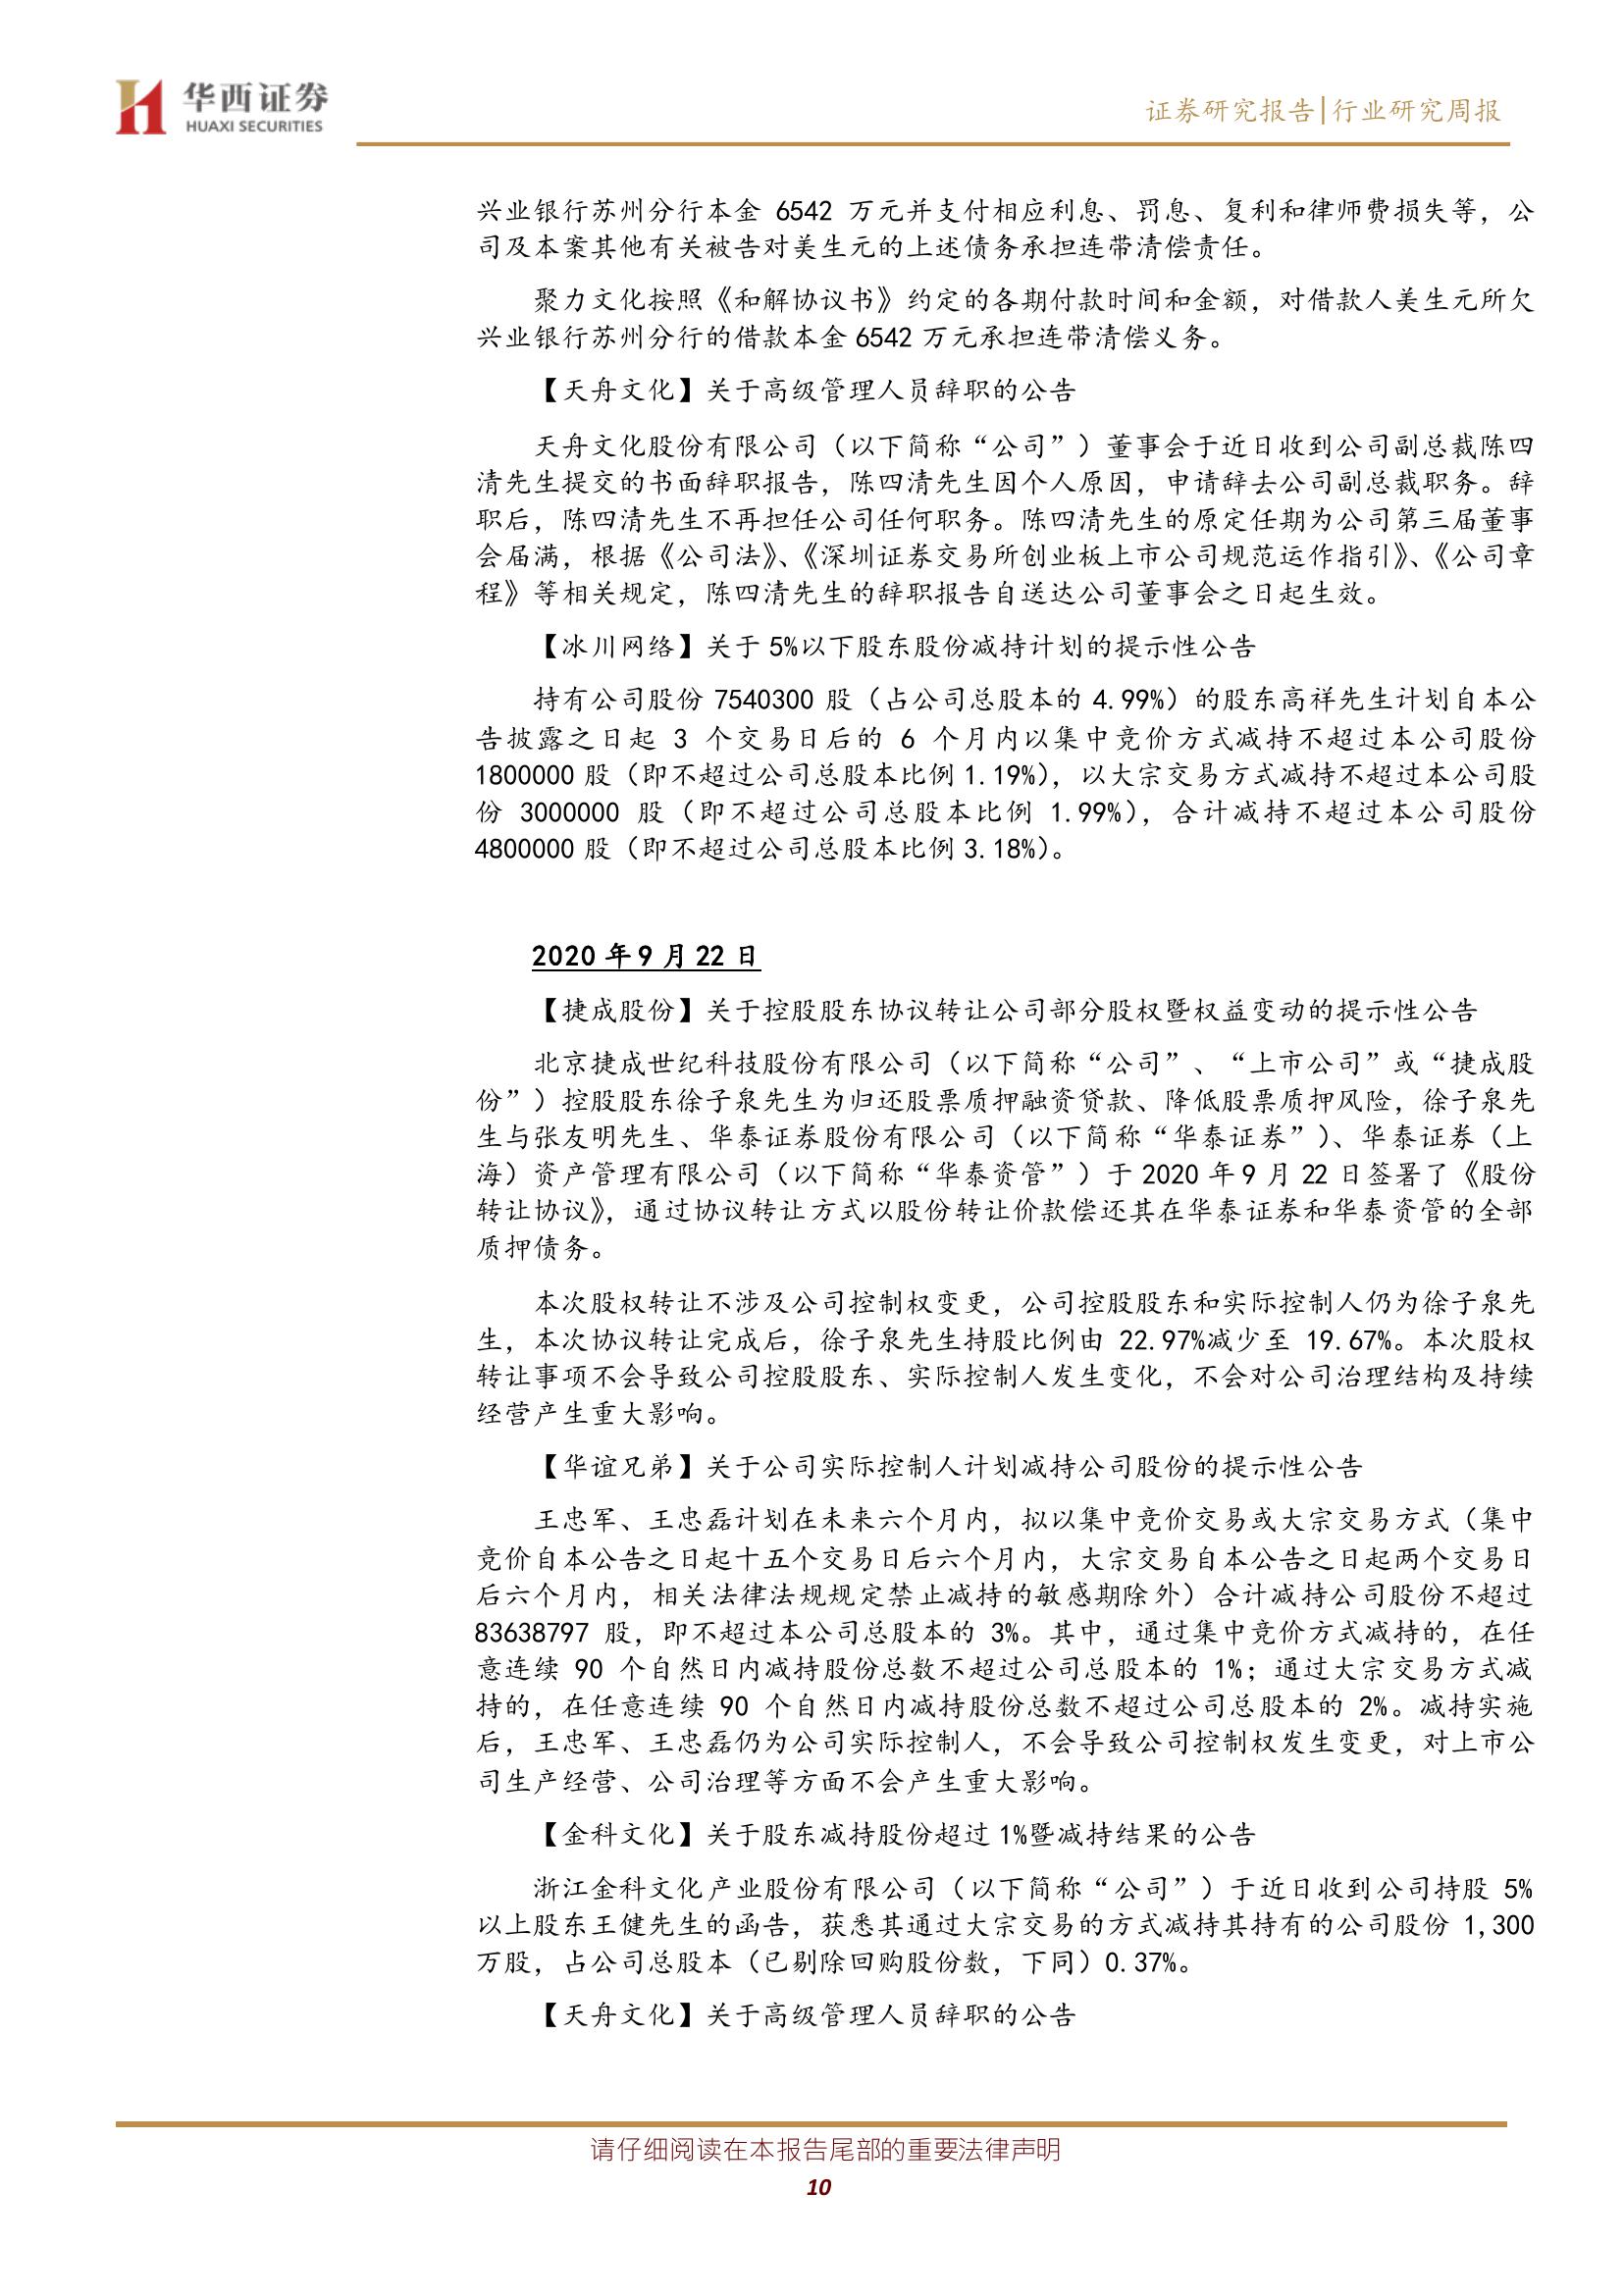 华西证券
HUAXI SECURITIES
证券研究报告|行业研究周报
兴业银行苏州分行本金 6542 万元并支付相应利息、罚息、复利和律师费损失等，公
司及本案其他有关被告对美生元的上述债务承担连带清偿责任。
聚力文化按照《和解协议书》约定的各期付款时间和金额，对借款人美生元所欠
兴业银行苏州分行的借款本金 6542 万元承担连带清偿义务。
【天舟文化】关于高级管理人员辞职的公告
天舟文化股份有限公司（以下简称“公司”）董事会于近日收到公司副总裁陈四
清先生提交的书面辞职报告，陈四清先生因个人原因，申请辞去公司副总裁职务。辞
职后，陈四清先生不再担任公司任何职务。陈四清先生的原定任期为公司第三届董事
会届满，根据《公司法》、《深圳证券交易所创业板上市公司规范运作指引》、《公司章
程》等相关规定，陈四清先生的辞职报告自送达公司董事会之日起生效。
【冰川网络】关于 5%以下股东股份减持计划的提示性公告
持有公司股份 7540300 股（占公司总股本的 4.99%）的股东高祥先生计划自本公
告披露之日起 3 个交易日后的 6 个月内以集中竞价方式减持不超过本公司股份
1800000 股（即不超过公司总股本比例 1.19%），以大宗交易方式减持不超过本公司股
份 3000000 股（即不超过公司总股本比例 1.99%），合计减持不超过本公司股份
4800000 股（即不超过公司总股本比例 3.18%）。
2020 年 9 月 22 日
【捷成股份】关于控股股东协议转让公司部分股权暨权益变动的提示性公告
北京捷成世纪科技股份有限公司（以下简称“公司”、“上市公司”或“捷成股
份”）控股股东徐子泉先生为归还股票质押融资贷款、降低股票质押风险，徐子泉先
生与张友明先生、华泰证券股份有限公司（以下简称“华泰证券”）、华泰证券（上
海）资产管理有限公司（以下简称“华泰资管”）于 2020 年 9 月 22 日签署了《股份
转让协议》，通过协议转让方式以股份转让价款偿还其在华泰证券和华泰资管的全部
质押债务。
本次股权转让不涉及公司控制权变更，公司控股股东和实际控制人仍为徐子泉先
生，本次协议转让完成后，徐子泉先生持股比例由 22.97%减少至 19.67%。本次股权
转让事项不会导致公司控股股东、实际控制人发生变化，不会对公司治理结构及持续
经营产生重大影响。
【华谊兄弟】关于公司实际控制人计划减持公司股份的提示性公告
王忠军、王忠磊计划在未来六个月内，拟以集中竞价交易或大宗交易方式（集中
竞价自本公告之日起十五个交易日后六个月内，大宗交易自本公告之日起两个交易日
后六个月内，相关法律法规规定禁止减持的敏感期除外）合计减持公司股份不超过
83638797 股，即不超过本公司总股本的 3%。其中，通过集中竞价方式减持的，在任
意连续 90 个自然日内减持股份总数不超过公司总股本的 1%；通过大宗交易方式减
持的，在任意连续 90 个自然日内减持股份总数不超过公司总股本的 2%。减持实施
后，王忠军、王忠磊仍为公司实际控制人，不会导致公司控制权发生变更，对上市公
司生产经营、公司治理等方面不会产生重大影响。
【金科文化】关于股东减持股份超过 1%暨减持结果的公告
浙江金科文化产业股份有限公司（以下简称“公司”）于近日收到公司持股 5%
以上股东王健先生的函告，获悉其通过大宗交易的方式减持其持有的公司股份 1,300
万股，占公司总股本（已剔除回购股份数，下同）0.37%。
【天舟文化】关于高级管理人员辞职的公告
请仔细阅读在本报告尾部的重要法律声明
10